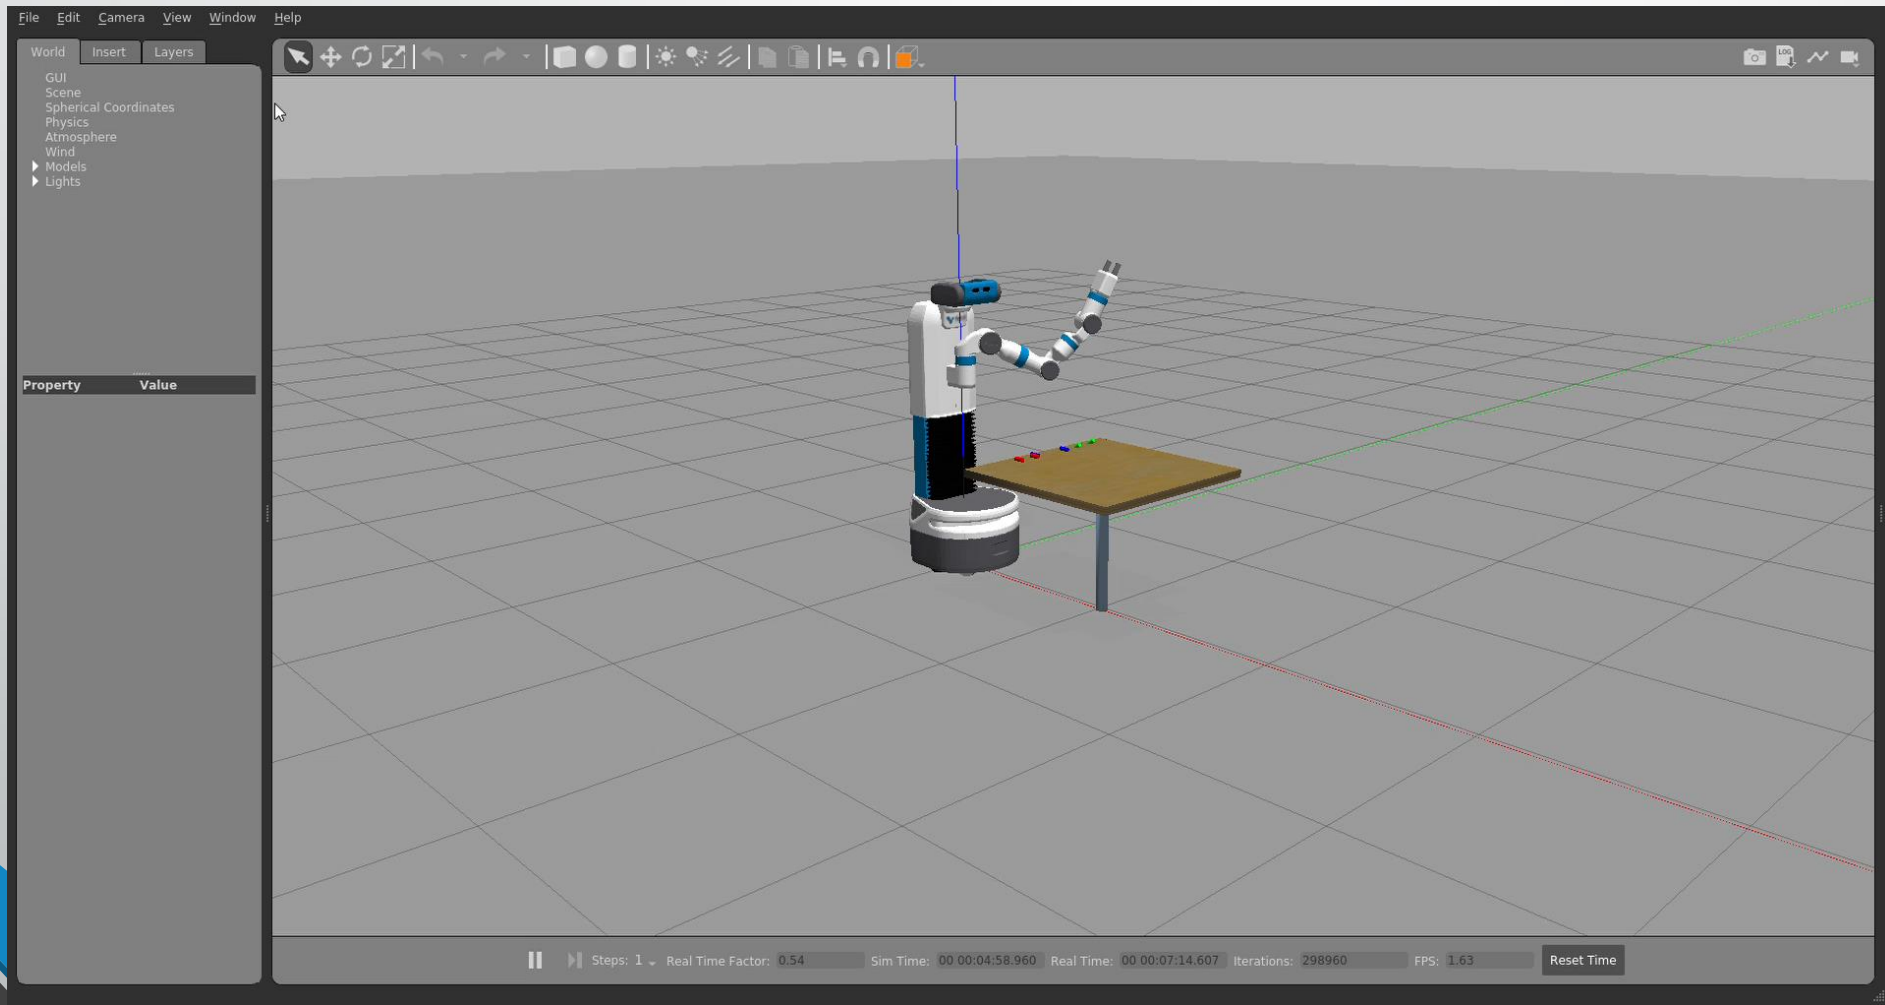 File Edit Camera View Window Help
World Insert Layers
LOG
GUI
Scene
Spherical Coordinates
Physics
Atmosphere
Wind
Models
Lights
Property Value
Steps: 1 Real Time Factor: 0.54 Sim Time: 00 00:04:58.960 Real Time: 00 00:07:14.607 Iterations: 298960 FPS: 1.63 Reset Time